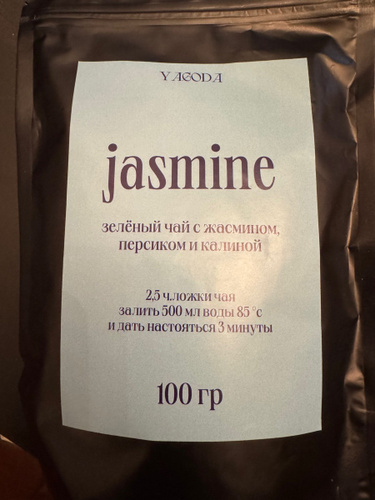 YAGODA
jasmine
зелёный чай с жасмином,
персиком и калиной
2,5 ч.ложки чая
залить 500 мл воды 85 °с
и дать настояться 3 минуты
100 гр